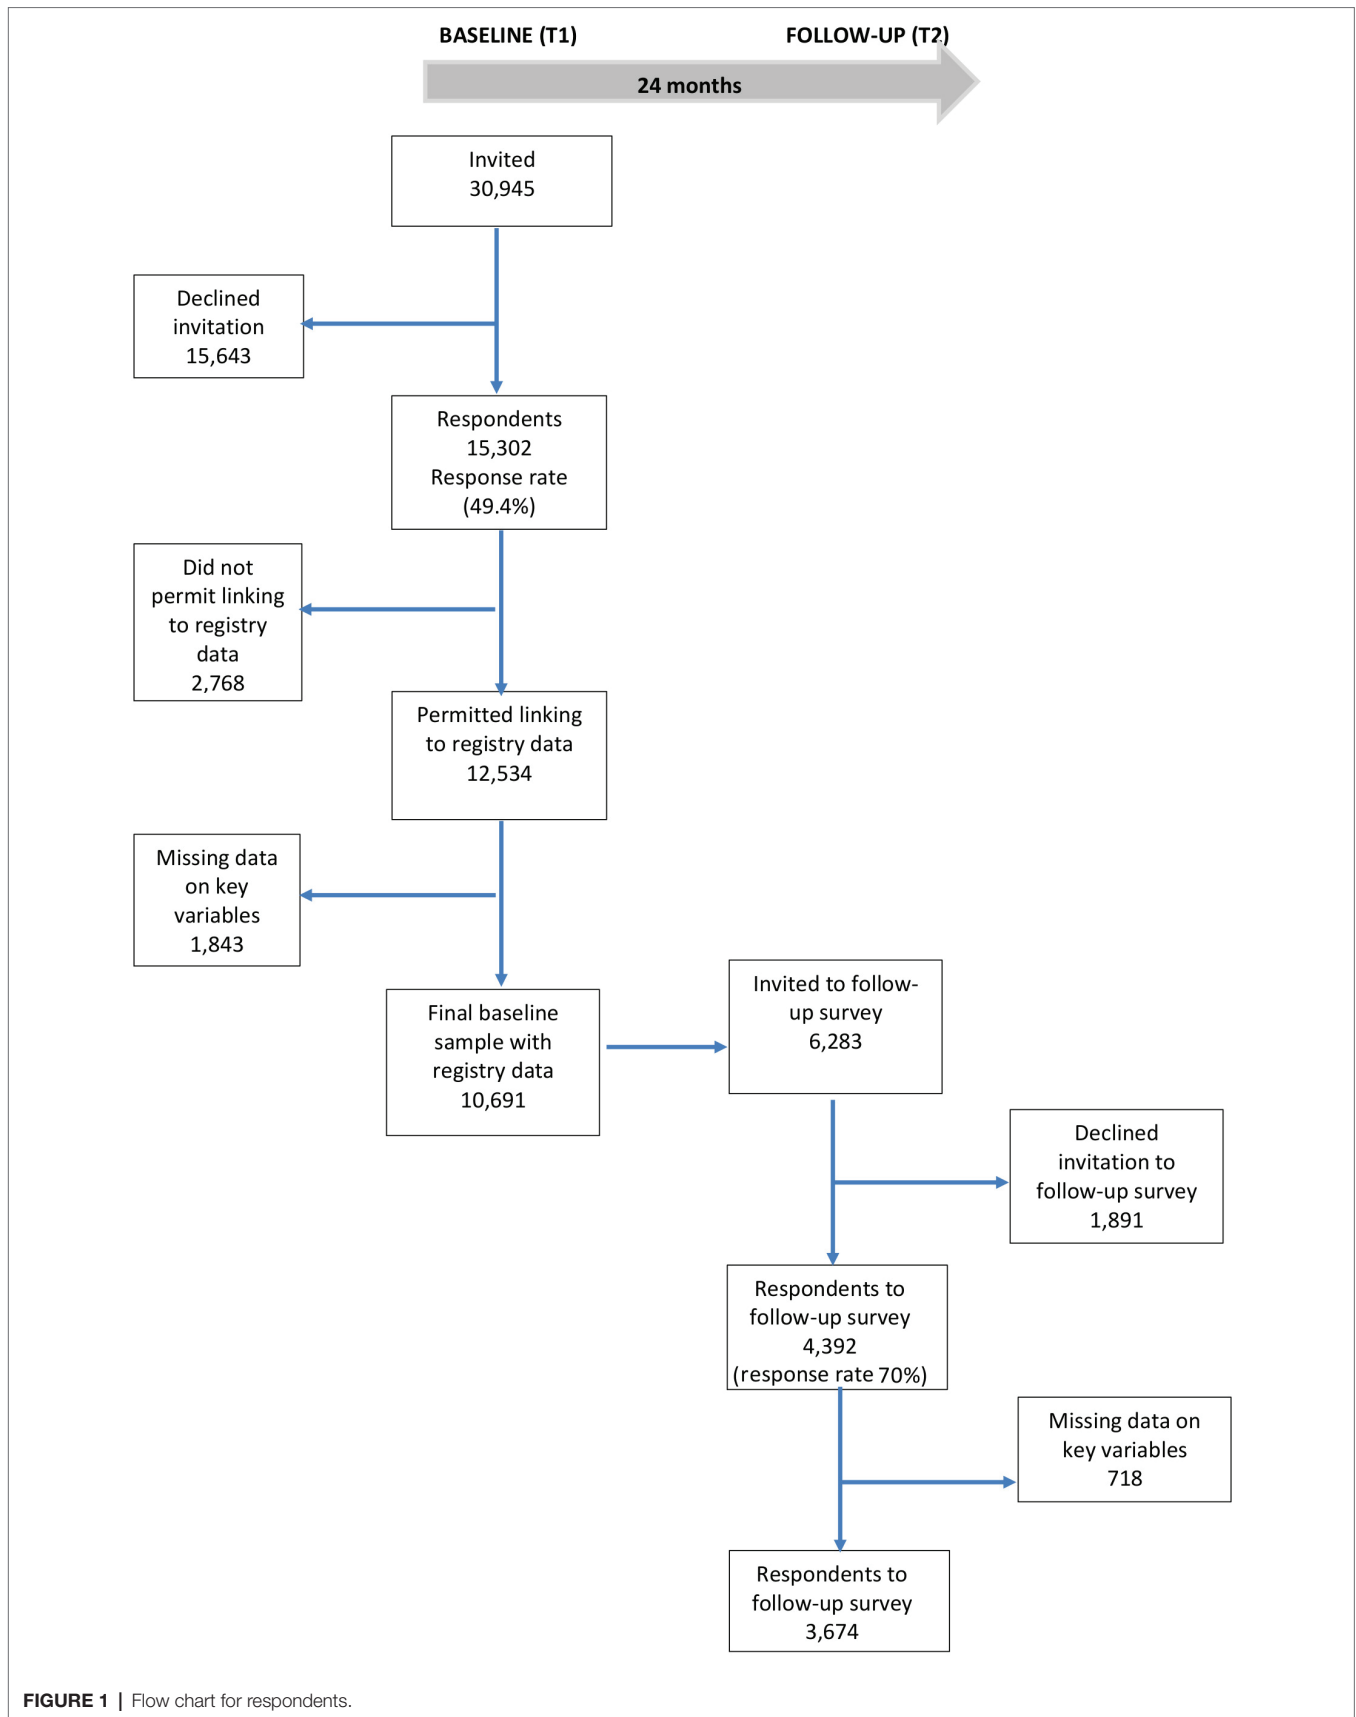 BASELINE (T1)
FOLLOW-UP (T2)
24 months
Invited
30,945
Declined
invitation
15,643
Respondents
15,302
Response rate
(49.4%)
Did not
permit linking
to registry
data
2,768
Permitted linking
to registry data
12,534
Missing data
on key
variables
1,843
Final baseline
sample with
registry data
10,691
Invited to follow-
up survey
6,283
Declined
invitation to
follow-up survey
1,891
Respondents to
follow-up survey
4,392
(response rate 70%)
Missing data on
key variables
718
Respondents to
follow-up survey
3,674
FIGURE 1 | Flow chart for respondents.